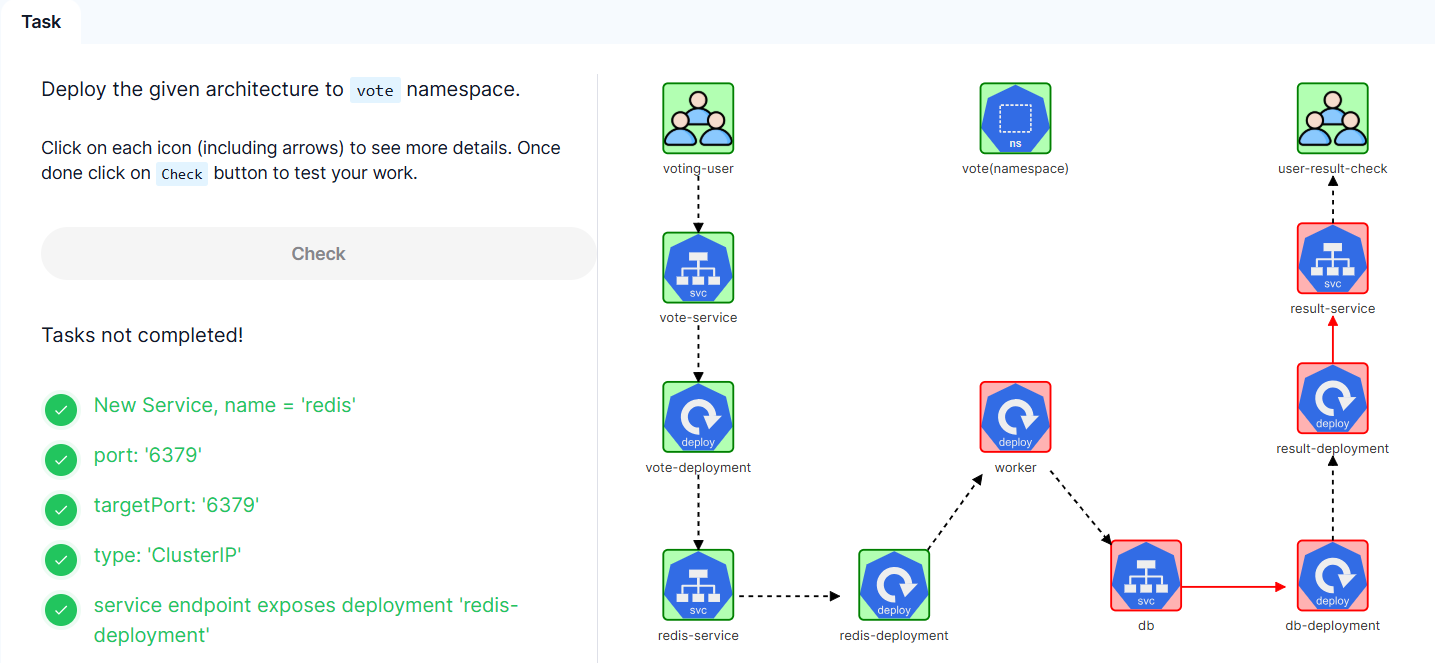 Task
Deploy the given architecture to vote namespace.
Click on each icon (including arrows) to see more details. Once
done click on Check button to test your work.
Check
Tasks not completed!
New Service, name = 'redis'
port: '6379'
targetPort: '6379'
type: 'ClusterIP'
service endpoint exposes deployment 'redis-
deployment'
voting-user
ns
vote(namespace)
user-result-check
svc
vote-service
svc
result-service
deploy
vote-deployment
deploy
worker
deploy
result-deployment
svc
redis-service
deploy
redis-deployment
svc
db
deploy
db-deployment